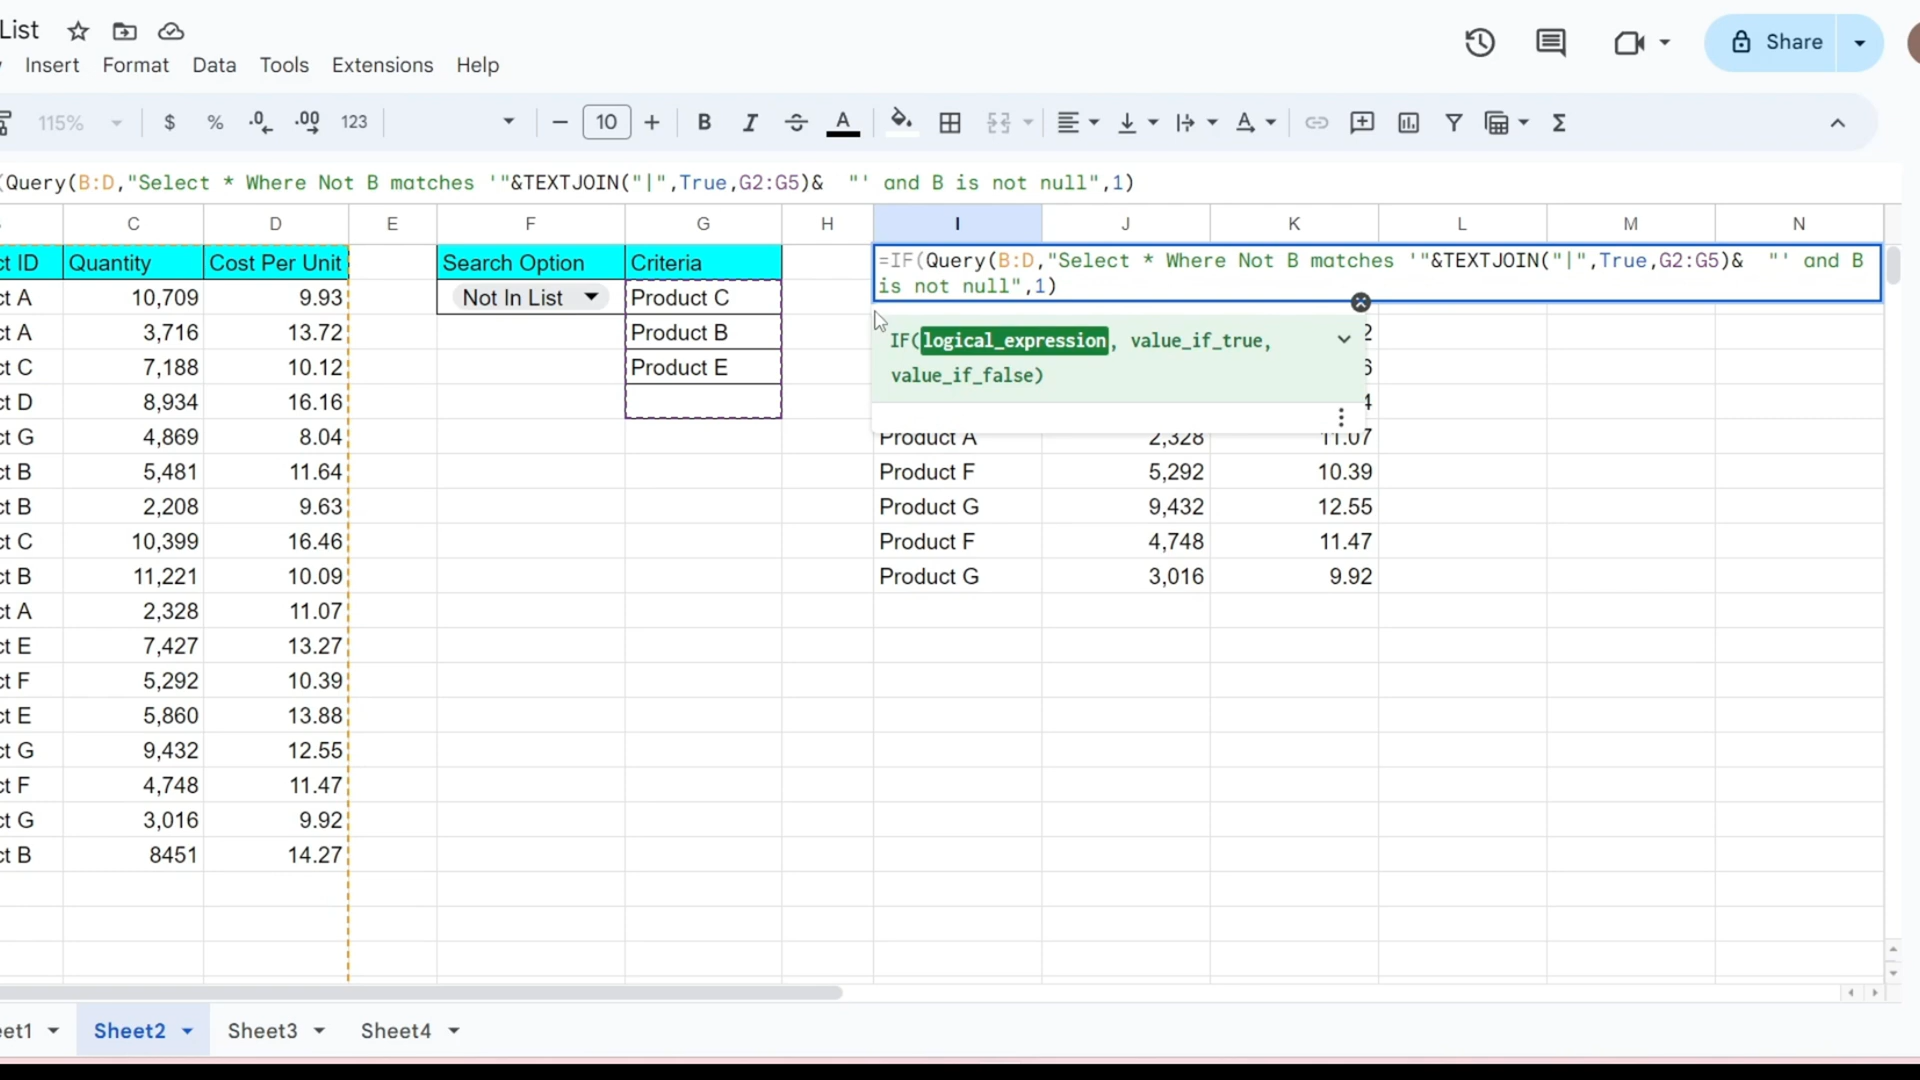 List
Insert Format Data Tools Extensions Help
Share
115% $ % .0 .00 123 − 10 + B I S A Σ
(Query(B:D,"Select * Where Not B matches '"&TEXTJOIN("|",True,G2:G5)&  "' and B is not null",1)
C D E F G H I J K L M N
ct ID Quantity Cost Per Unit Search Option Criteria =IF(Query(B:D,"Select * Where Not B matches '"&TEXTJOIN("|",True,G2:G5)&  "' and B
is not null",1)
ct A 10,709 9.93 Not In List Product C
ct A 3,716 13.72 Product B 2
IF(logical_expression, value_if_true,
value_if_false)
ct C 7,188 10.12 Product E 6
ct D 8,934 16.16 4
ct G 4,869 8.04 Product A 2,328 11.07
ct B 5,481 11.64 Product F 5,292 10.39
ct B 2,208 9.63 Product G 9,432 12.55
ct C 10,399 16.46 Product F 4,748 11.47
ct B 11,221 10.09 Product G 3,016 9.92
ct A 2,328 11.07
ct E 7,427 13.27
ct F 5,292 10.39
ct E 5,860 13.88
ct G 9,432 12.55
ct F 4,748 11.47
ct G 3,016 9.92
ct B 8451 14.27
eet1 Sheet2 Sheet3 Sheet4